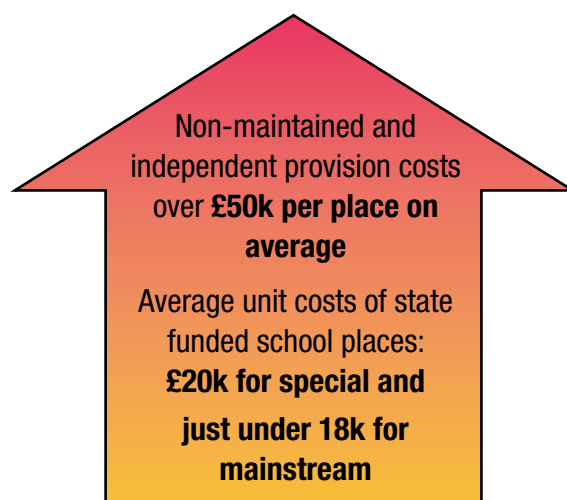 Non-maintained and
independent provision costs
over £50k per place on
average
Average unit costs of state
funded school places:
£20k for special and
just under 18k for
mainstream